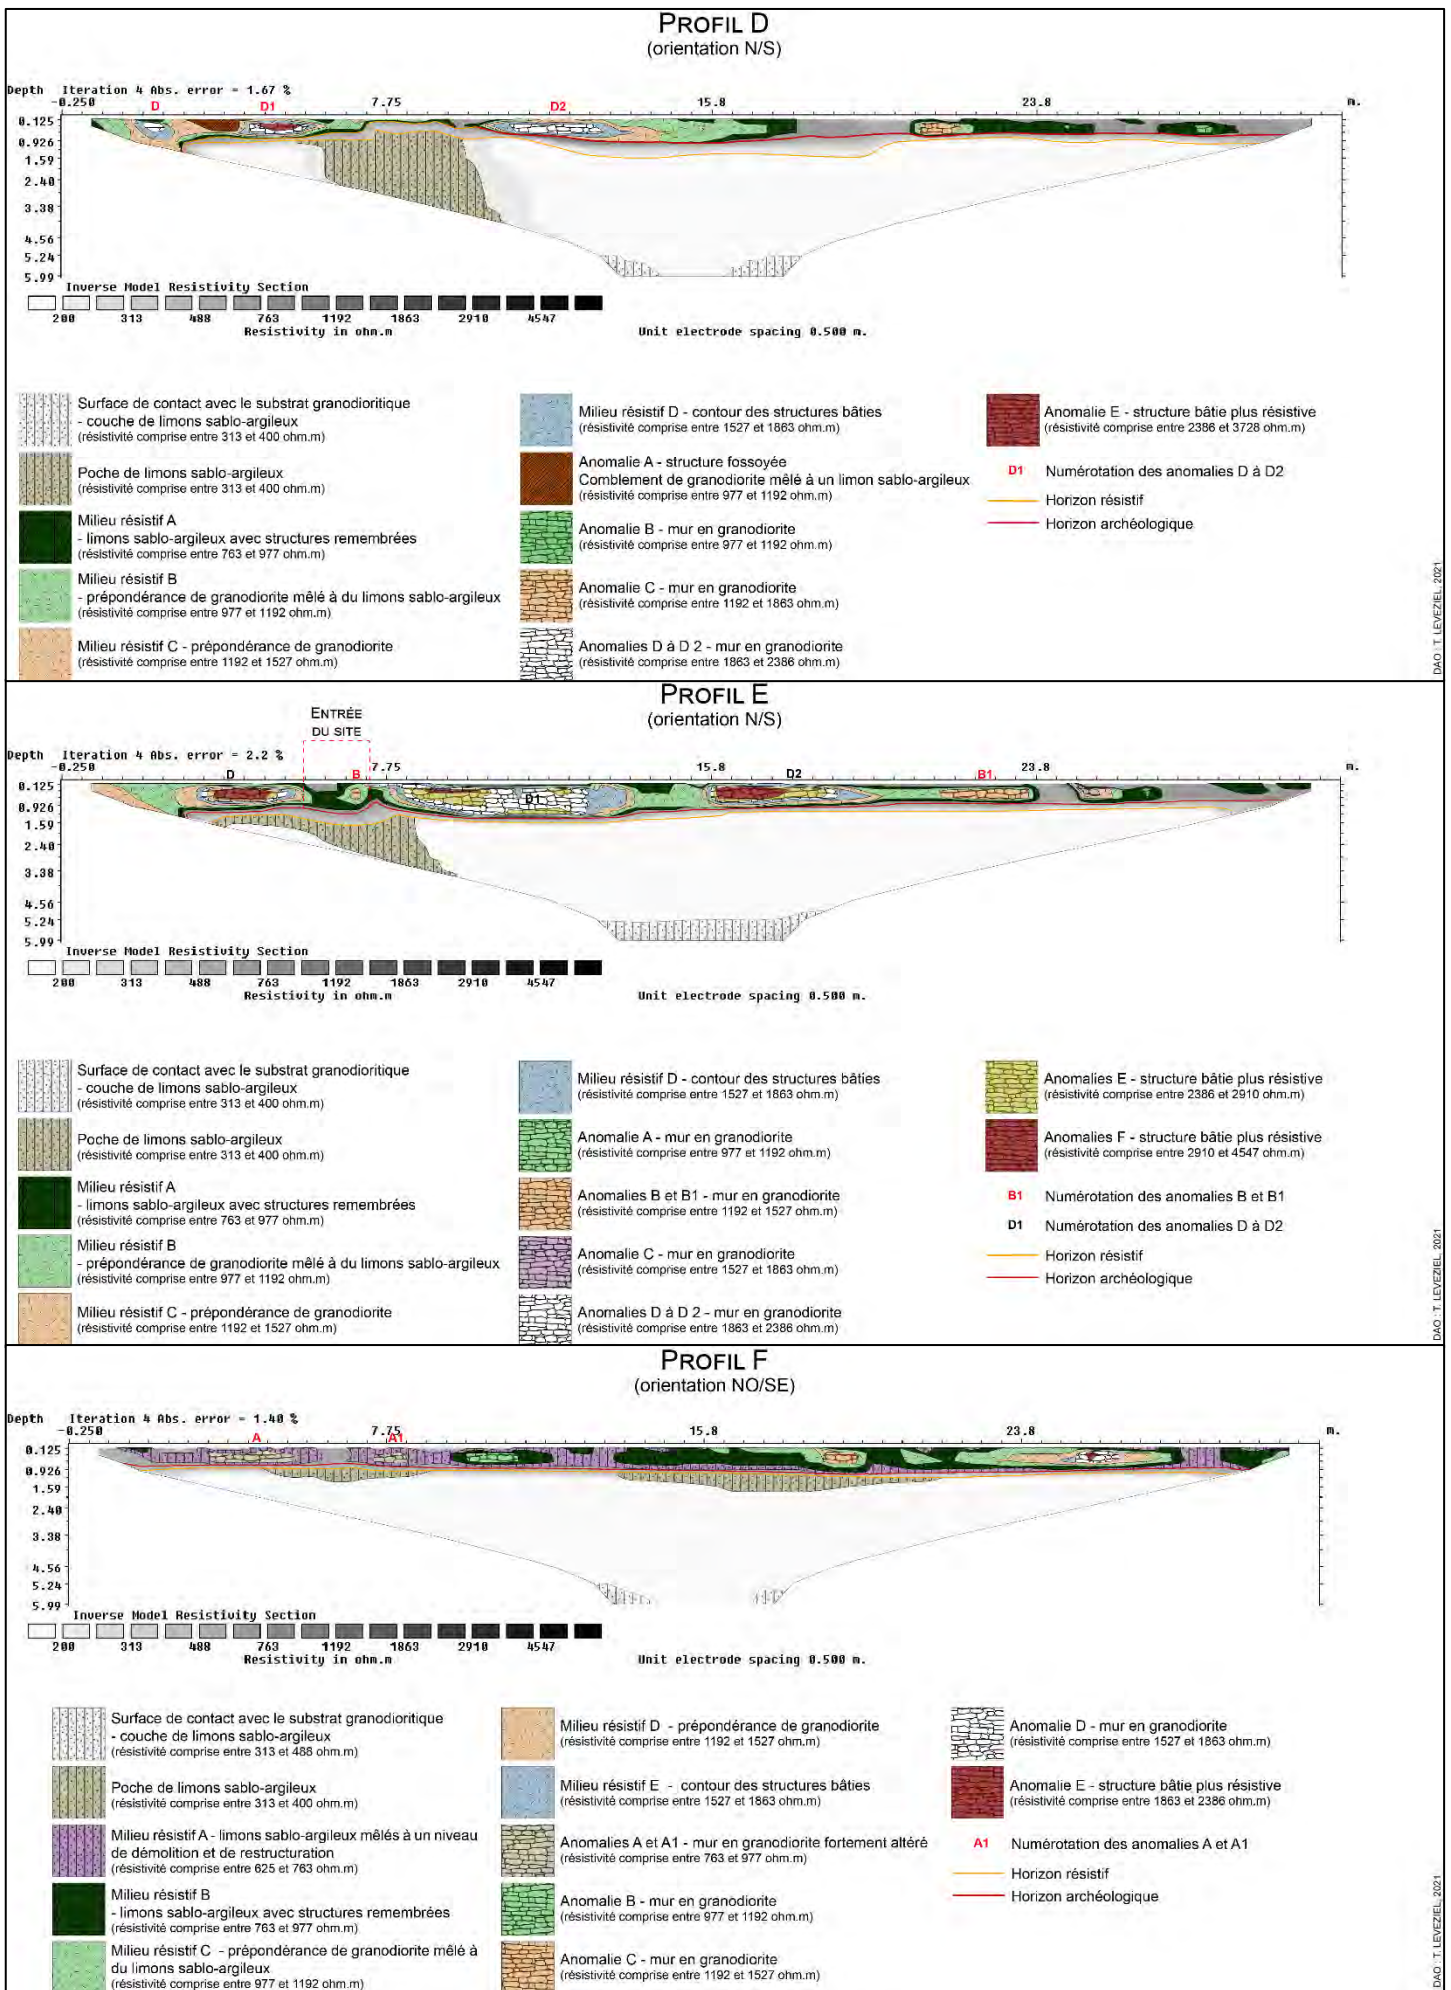 PROFIL D
(orientation N/S)
Depth Iteration 4 Abs. error = 1.67 %
-0.250 D D1 7.75 D2 15.8 23.8 m.
0.125
0.926
1.59
2.40
3.38
4.56
5.24
5.99
Inverse Model Resistivity Section
200 313 488 763 1192 1863 2910 4547
Resistivity in ohm.m Unit electrode spacing 0.500 m.
Surface de contact avec le substrat granodioritique
- couche de limons sablo-argileux
(résistivité comprise entre 313 et 400 ohm.m)
Poche de limons sablo-argileux
(résistivité comprise entre 313 et 400 ohm.m)
Milieu résistif A
- limons sablo-argileux avec structures remembrées
(résistivité comprise entre 763 et 977 ohm.m)
Milieu résistif B
- prépondérance de granodiorite mêlé à du limons sablo-argileux
(résistivité comprise entre 977 et 1192 ohm.m)
Milieu résistif C - prépondérance de granodiorite
(résistivité comprise entre 1192 et 1527 ohm.m)
Milieu résistif D - contour des structures bâties
(résistivité comprise entre 1527 et 1863 ohm.m)
Anomalie A - structure fossoyée
Comblement de granodiorite mêlé à un limon sablo-argileux
(résistivité comprise entre 977 et 1192 ohm.m)
Anomalie B - mur en granodiorite
(résistivité comprise entre 977 et 1192 ohm.m)
Anomalie C - mur en granodiorite
(résistivité comprise entre 1192 et 1863 ohm.m)
Anomalies D à D 2 - mur en granodiorite
(résistivité comprise entre 1863 et 2386 ohm.m)
Anomalie E - structure bâtie plus résistive
(résistivité comprise entre 2386 et 3728 ohm.m)
D1 Numérotation des anomalies D à D2
Horizon résistif
Horizon archéologique
DAO : T. LEVEZIEL, 2021
PROFIL E
(orientation N/S)
ENTRÉE
DU SITE
Depth Iteration 4 Abs. error = 2.2 %
-0.250 D B 7.75 15.8 D2 B1 23.8 m.
D1
0.125
0.926
1.59
2.40
3.38
4.56
5.24
5.99
Inverse Model Resistivity Section
200 313 488 763 1192 1863 2910 4547
Resistivity in ohm.m Unit electrode spacing 0.500 m.
Surface de contact avec le substrat granodioritique
- couche de limons sablo-argileux
(résistivité comprise entre 313 et 400 ohm.m)
Poche de limons sablo-argileux
(résistivité comprise entre 313 et 400 ohm.m)
Milieu résistif A
- limons sablo-argileux avec structures remembrées
(résistivité comprise entre 763 et 977 ohm.m)
Milieu résistif B
- prépondérance de granodiorite mêlé à du limons sablo-argileux
(résistivité comprise entre 977 et 1192 ohm.m)
Milieu résistif C - prépondérance de granodiorite
(résistivité comprise entre 1192 et 1527 ohm.m)
Milieu résistif D - contour des structures bâties
(résistivité comprise entre 1527 et 1863 ohm.m)
Anomalie A - mur en granodiorite
(résistivité comprise entre 977 et 1192 ohm.m)
Anomalies B et B1 - mur en granodiorite
(résistivité comprise entre 1192 et 1527 ohm.m)
Anomalie C - mur en granodiorite
(résistivité comprise entre 1527 et 1863 ohm.m)
Anomalies D à D 2 - mur en granodiorite
(résistivité comprise entre 1863 et 2386 ohm.m)
Anomalies E - structure bâtie plus résistive
(résistivité comprise entre 2386 et 2910 ohm.m)
Anomalies F - structure bâtie plus résistive
(résistivité comprise entre 2910 et 4547 ohm.m)
B1 Numérotation des anomalies B et B1
D1 Numérotation des anomalies D à D2
Horizon résistif
Horizon archéologique
DAO : T. LEVEZIEL, 2021
PROFIL F
(orientation NO/SE)
Depth Iteration 4 Abs. error = 1.40 %
-0.250 A 7.75 A1 15.8 23.8 m.
0.125
0.926
1.59
2.40
3.38
4.56
5.24
5.99
Inverse Model Resistivity Section
200 313 488 763 1192 1863 2910 4547
Resistivity in ohm.m Unit electrode spacing 0.500 m.
Surface de contact avec le substrat granodioritique
- couche de limons sablo-argileux
(résistivité comprise entre 313 et 488 ohm.m)
Poche de limons sablo-argileux
(résistivité comprise entre 313 et 400 ohm.m)
Milieu résistif A - limons sablo-argileux mêlés à un niveau
de démolition et de restructuration
(résistivité comprise entre 625 et 763 ohm.m)
Milieu résistif B
- limons sablo-argileux avec structures remembrées
(résistivité comprise entre 763 et 977 ohm.m)
Milieu résistif C - prépondérance de granodiorite mêlé à
du limons sablo-argileux
(résistivité comprise entre 977 et 1192 ohm.m)
Milieu résistif D - prépondérance de granodiorite
(résistivité comprise entre 1192 et 1527 ohm.m)
Milieu résistif E - contour des structures bâties
(résistivité comprise entre 1527 et 1863 ohm.m)
Anomalies A et A1 - mur en granodiorite fortement altéré
(résistivité comprise entre 763 et 977 ohm.m)
Anomalie B - mur en granodiorite
(résistivité comprise entre 977 et 1192 ohm.m)
Anomalie C - mur en granodiorite
(résistivité comprise entre 1192 et 1527 ohm.m)
Anomalie D - mur en granodiorite
(résistivité comprise entre 1527 et 1863 ohm.m)
Anomalie E - structure bâtie plus résistive
(résistivité comprise entre 1863 et 2386 ohm.m)
A1 Numérotation des anomalies A et A1
Horizon résistif
Horizon archéologique
DAO : T. LEVEZIEL, 2021